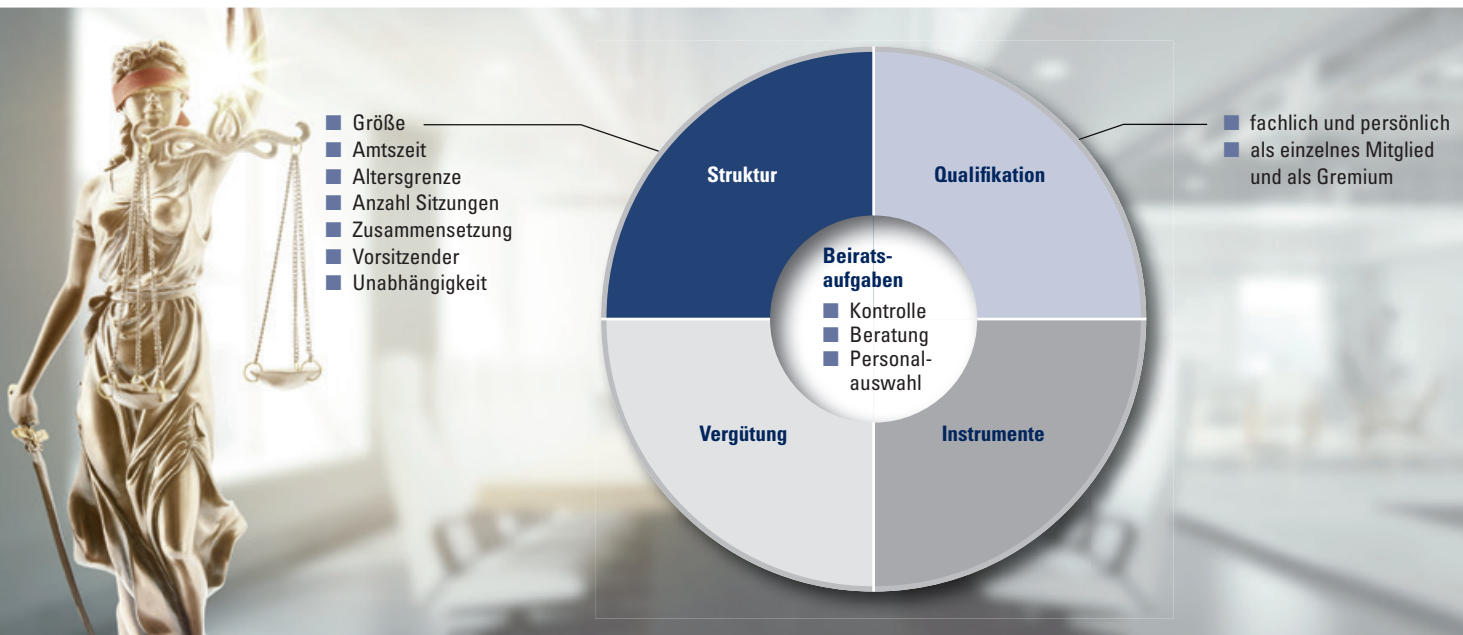 Größe
Amtszeit
Altersgrenze
Anzahl Sitzungen
Zusammensetzung
Vorsitzender
Unabhängigkeit
Struktur
Qualifikation
fachlich und persönlich
als einzelnes Mitglied
und als Gremium
Beirats-
aufgaben
Kontrolle
Beratung
Personal-
auswahl
Vergütung
Instrumente